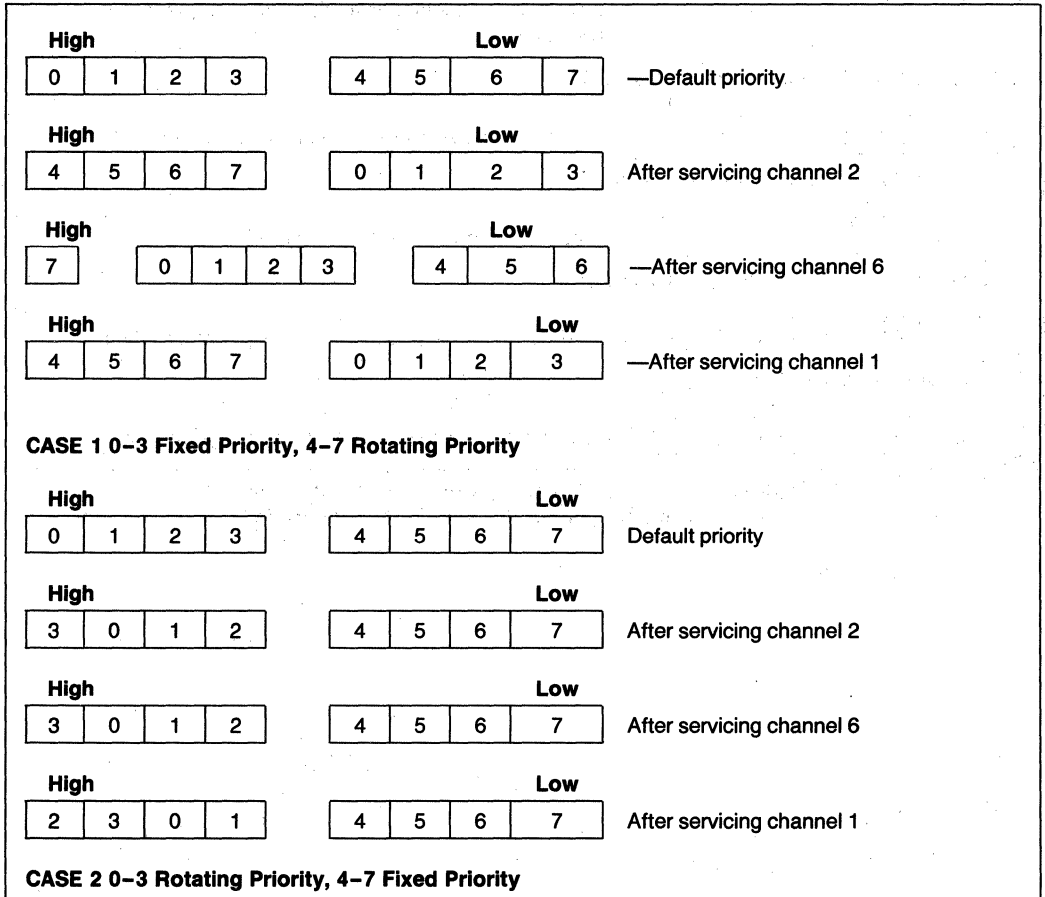 High Low
0 1 2 3 4 5 6 7 —Default priority
High Low
4 5 6 7 0 1 2 3 After servicing channel 2
High Low
7 0 1 2 3 4 5 6 —After servicing channel 6
High Low
4 5 6 7 0 1 2 3 —After servicing channel 1
CASE 1 0–3 Fixed Priority, 4–7 Rotating Priority
High Low
0 1 2 3 4 5 6 7 Default priority
High Low
3 0 1 2 4 5 6 7 After servicing channel 2
High Low
3 0 1 2 4 5 6 7 After servicing channel 6
High Low
2 3 0 1 4 5 6 7 After servicing channel 1
CASE 2 0–3 Rotating Priority, 4–7 Fixed Priority